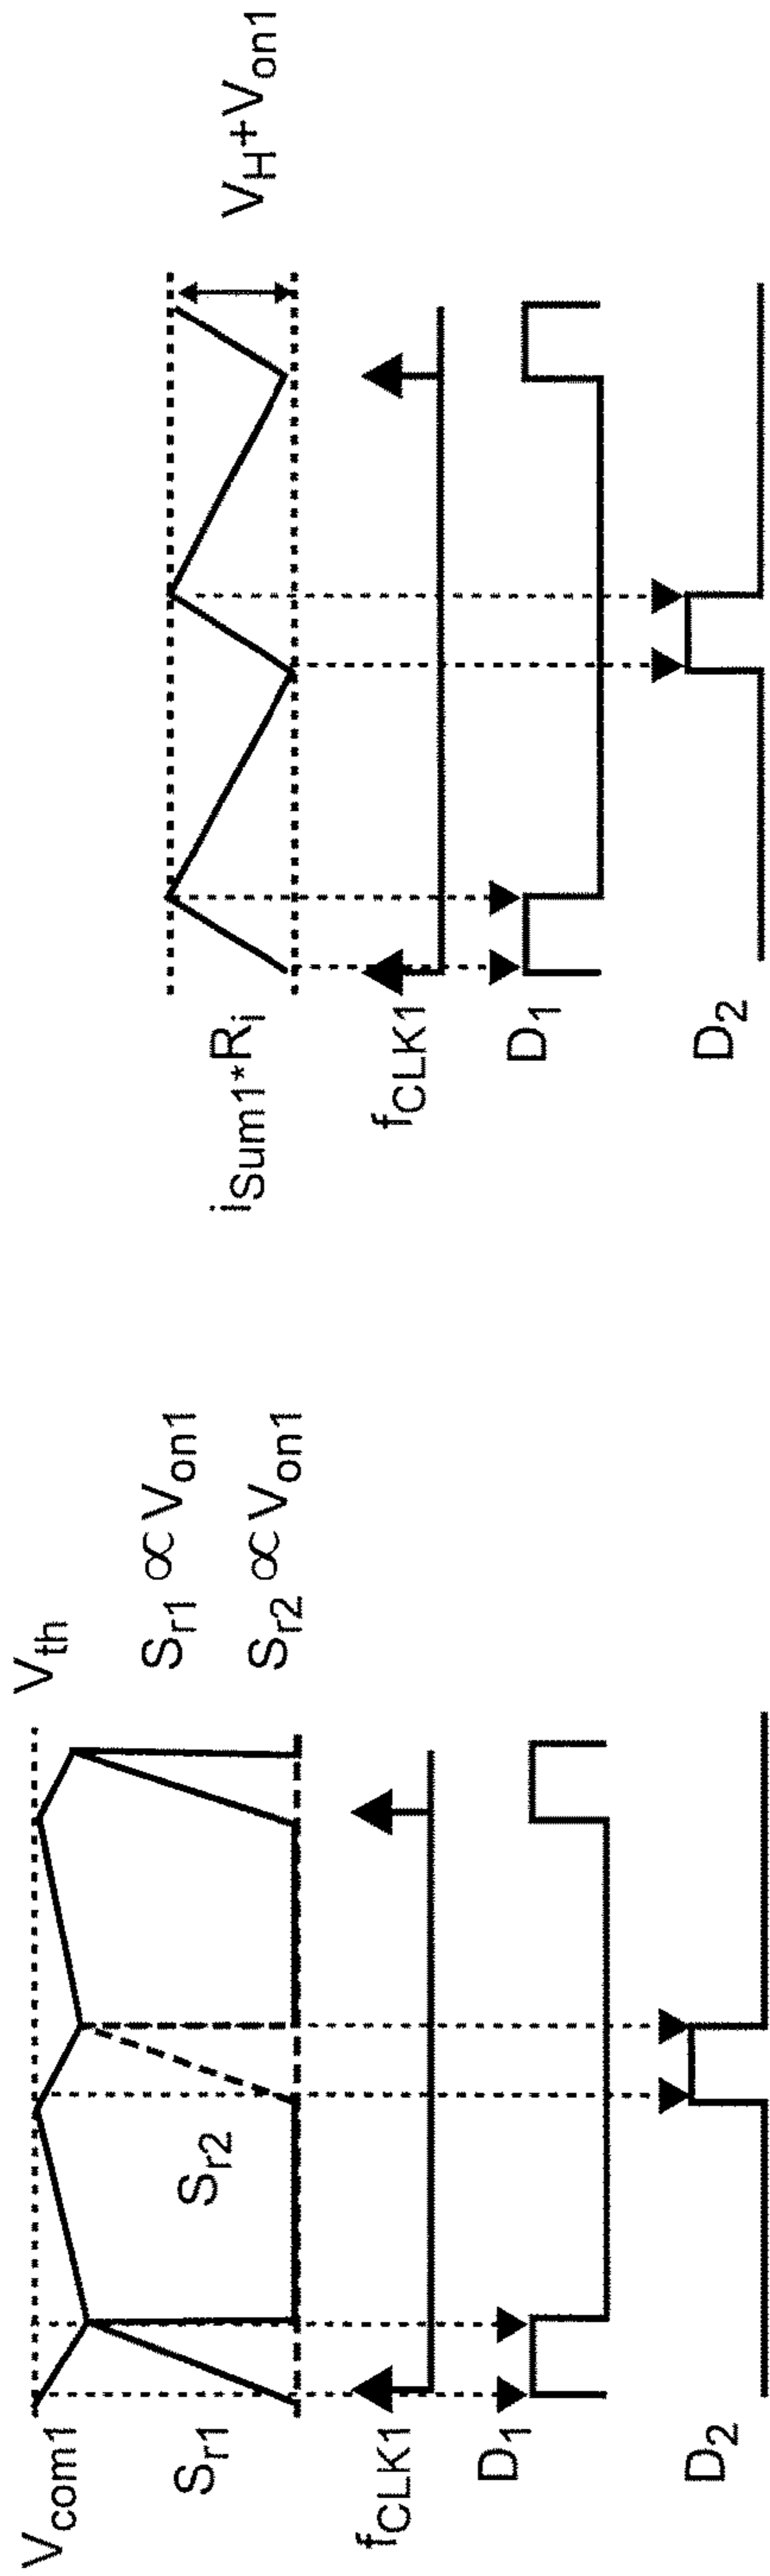 V_com1
V_th
S_r1
S_r2
S_r1 ∝ V_on1
S_r2 ∝ V_on1
f_CLK1
D_1
D_2
i_Sum1*R_i
V_H+V_on1
f_CLK1
D_1
D_2